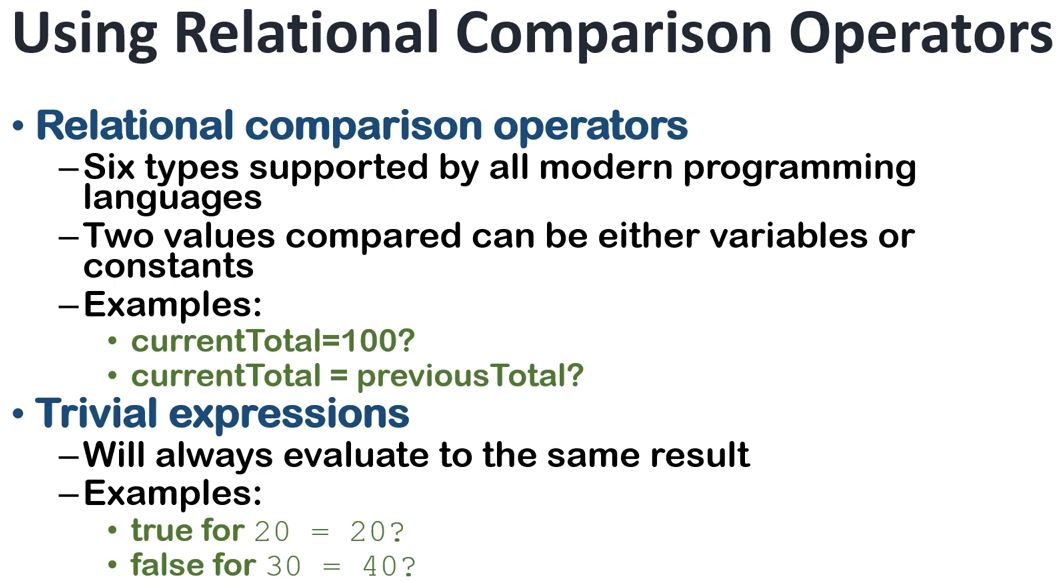 Using Relational Comparison Operators
• Relational comparison operators
–Six types supported by all modern programming
languages
–Two values compared can be either variables or
constants
–Examples:
• currentTotal=100?
• currentTotal = previousTotal?
• Trivial expressions
–Will always evaluate to the same result
–Examples:
• true for 20 = 20?
• false for 30 = 40?